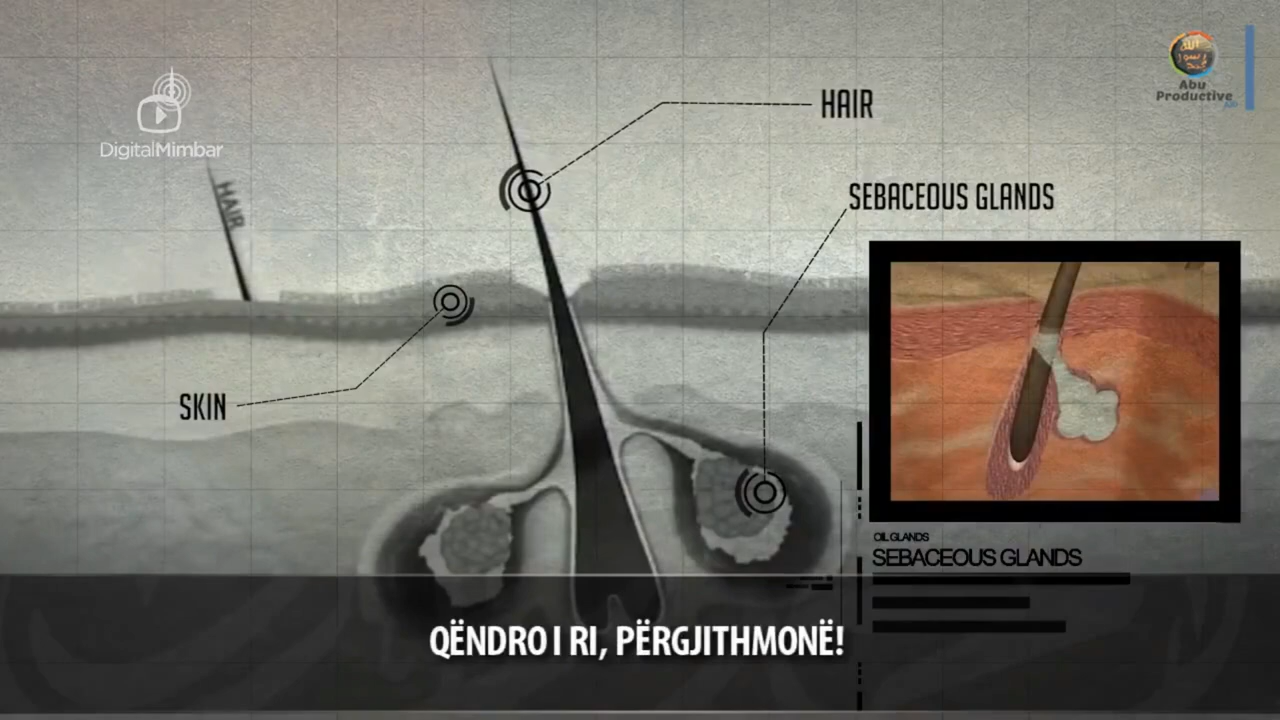 DigitalMimbar
Abu
Productive
HAIR
HAIR
SEBACEOUS GLANDS
SKIN
OIL GLANDS
SEBACEOUS GLANDS
QËNDRO I RI, PËRGJITHMONË!